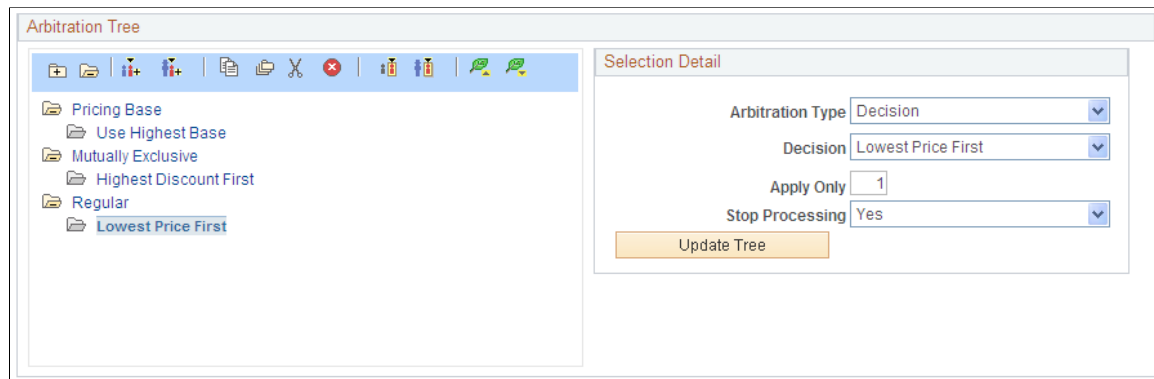 Arbitration Tree
Pricing Base
Use Highest Base
Mutually Exclusive
Highest Discount First
Regular
Lowest Price First
Selection Detail
Arbitration Type Decision
Decision Lowest Price First
Apply Only 1
Stop Processing Yes
Update Tree